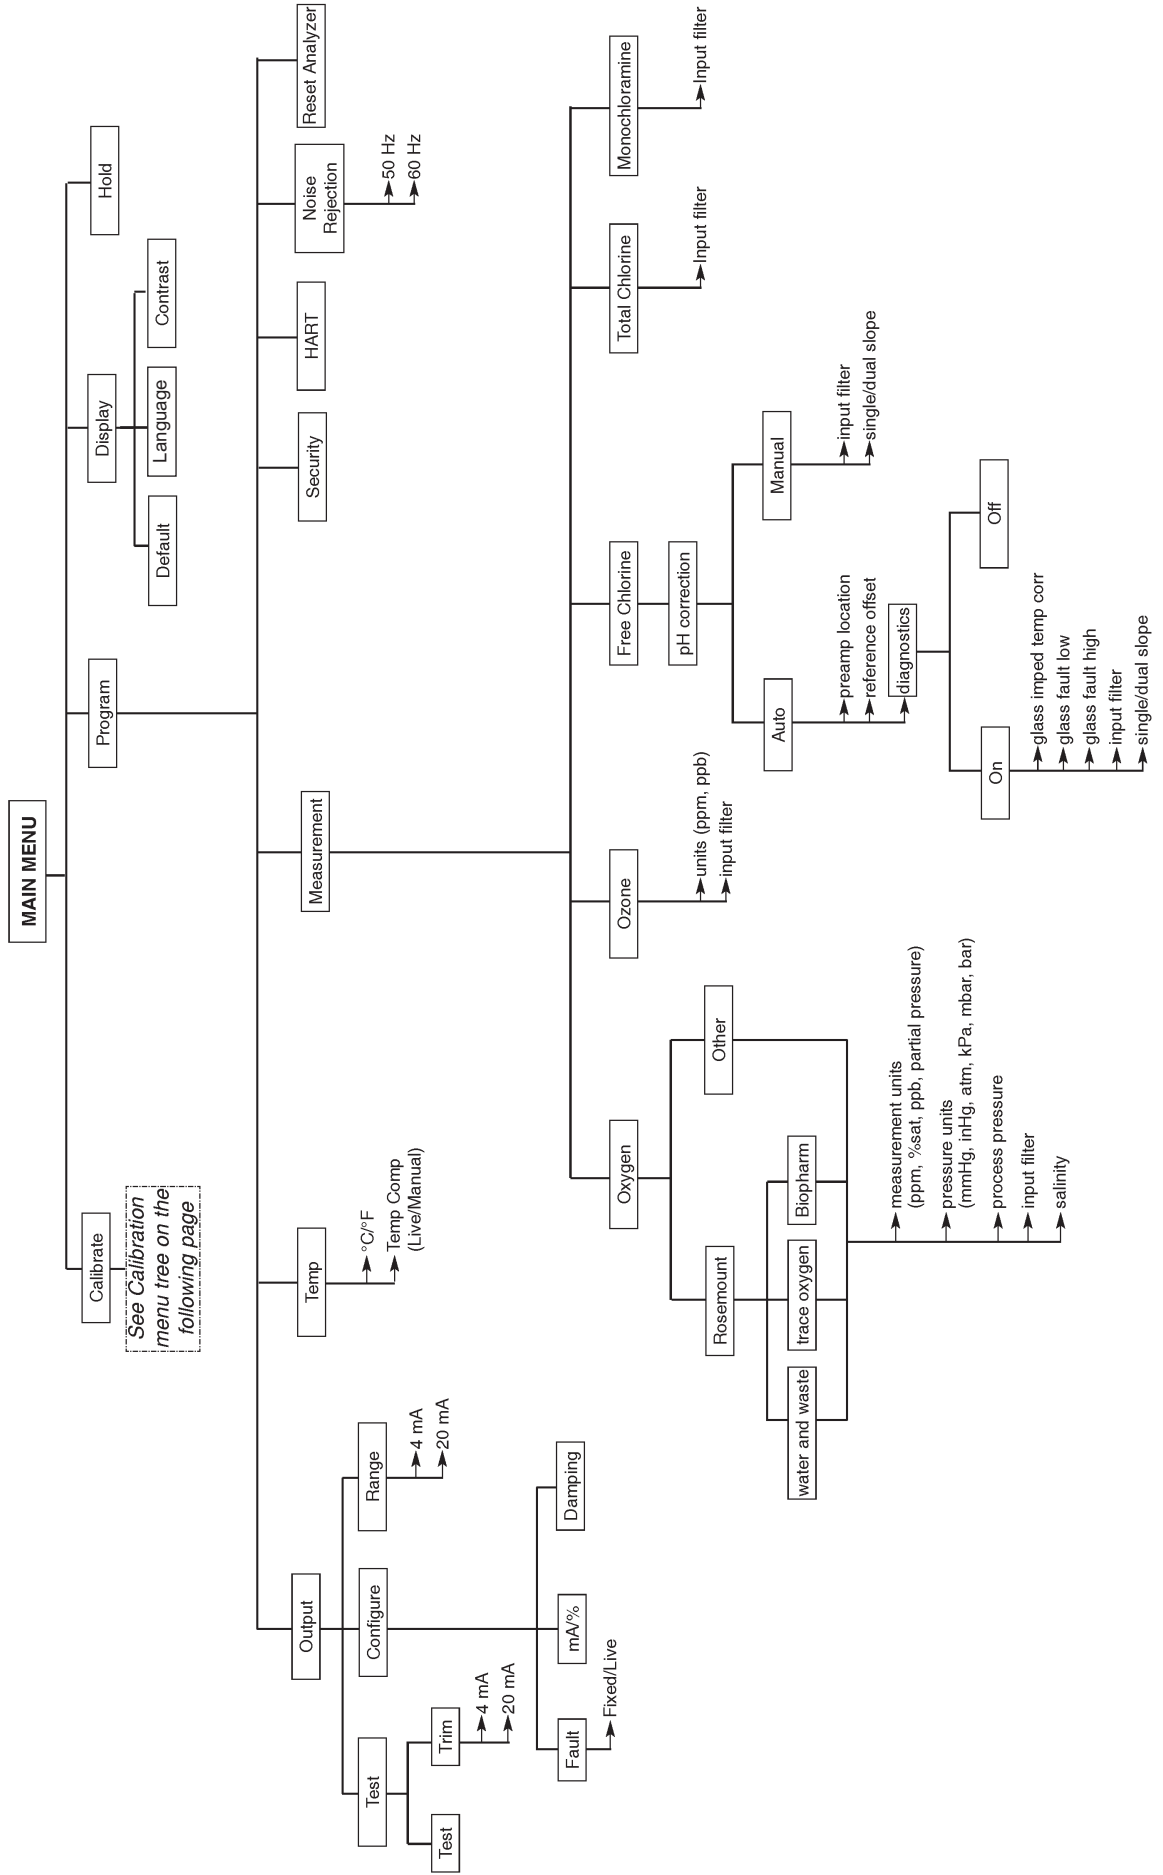 MAIN MENU
Calibrate
See Calibration
menu tree on the
following page
Program
Display
Hold
Default
Language
Contrast
Output
Temp
Measurement
Security
HART
Noise
Rejection
Reset Analyzer
50 Hz
60 Hz
°C/°F
Temp Comp
(Live/Manual)
Test
Configure
Range
4 mA
20 mA
Test
Trim
4 mA
20 mA
Fault
mA/%
Damping
Fixed/Live
Oxygen
Ozone
Free Chlorine
Total Chlorine
Monochloramine
units (ppm, ppb)
input filter
Input filter
Input filter
pH correction
Rosemount
Other
water and waste
trace oxygen
Biopharm
measurement units
(ppm, %sat, ppb, partial pressure)
pressure units
(mmHg, inHg, atm, kPa, mbar, bar)
process pressure
input filter
salinity
Auto
Manual
preamp location
reference offset
diagnostics
input filter
single/dual slope
On
Off
glass imped temp corr
glass fault low
glass fault high
input filter
single/dual slope